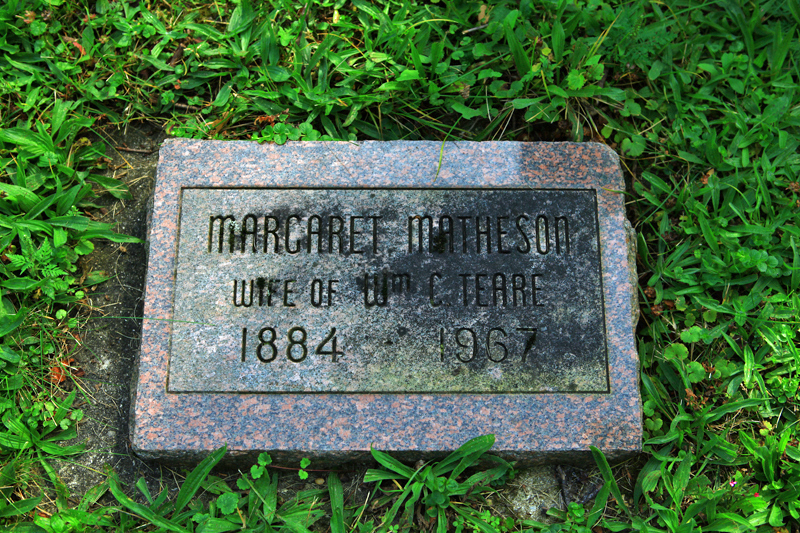 MARGARET MATHESON
WIFE OF Wm C. TEARE
1884 · 1967